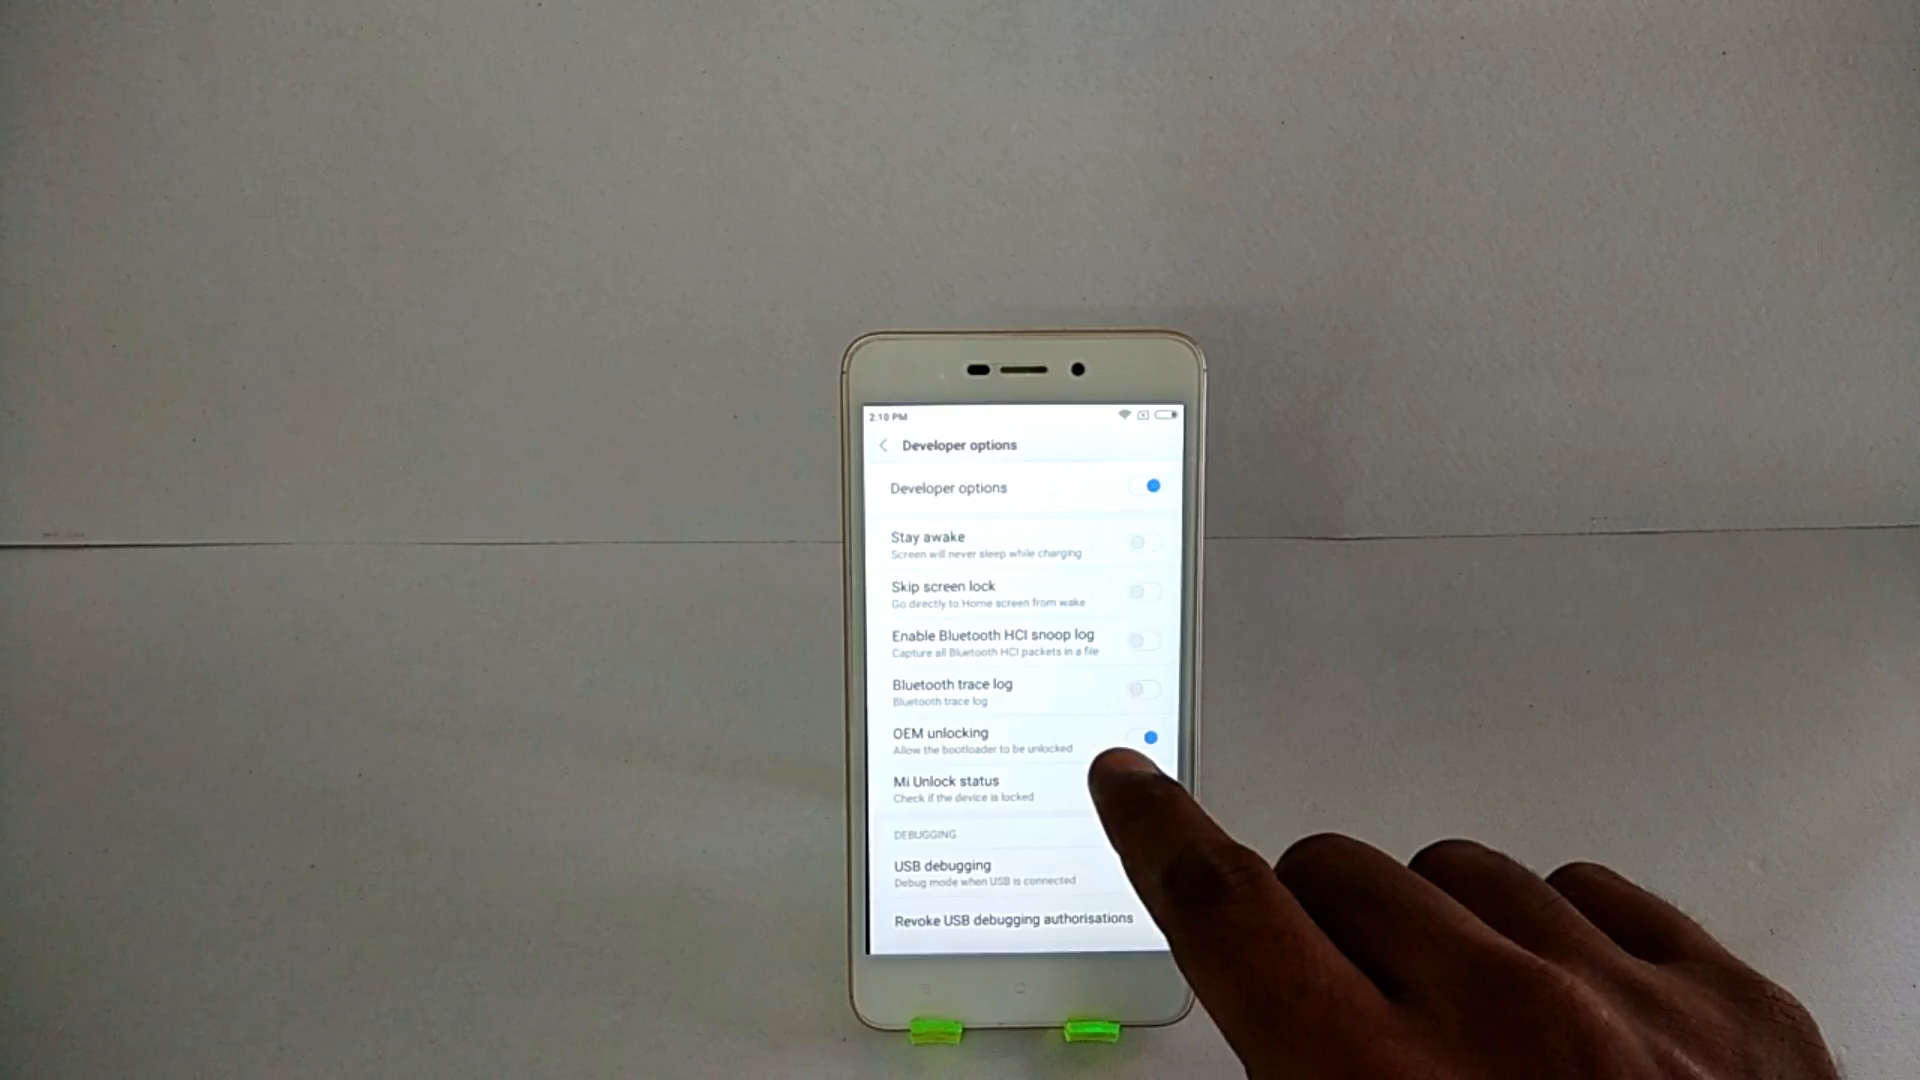 2:10 PM
Developer options
Developer options
Stay awake
Screen will never sleep while charging
Skip screen lock
Go directly to Home screen from wake
Enable Bluetooth HCI snoop log
Capture all Bluetooth HCI packets in a file
Bluetooth trace log
Bluetooth trace log
OEM unlocking
Allow the bootloader to be unlocked
Mi Unlock status
Check if the device is locked
DEBUGGING
USB debugging
Debug mode when USB is connected
Revoke USB debugging authorisations